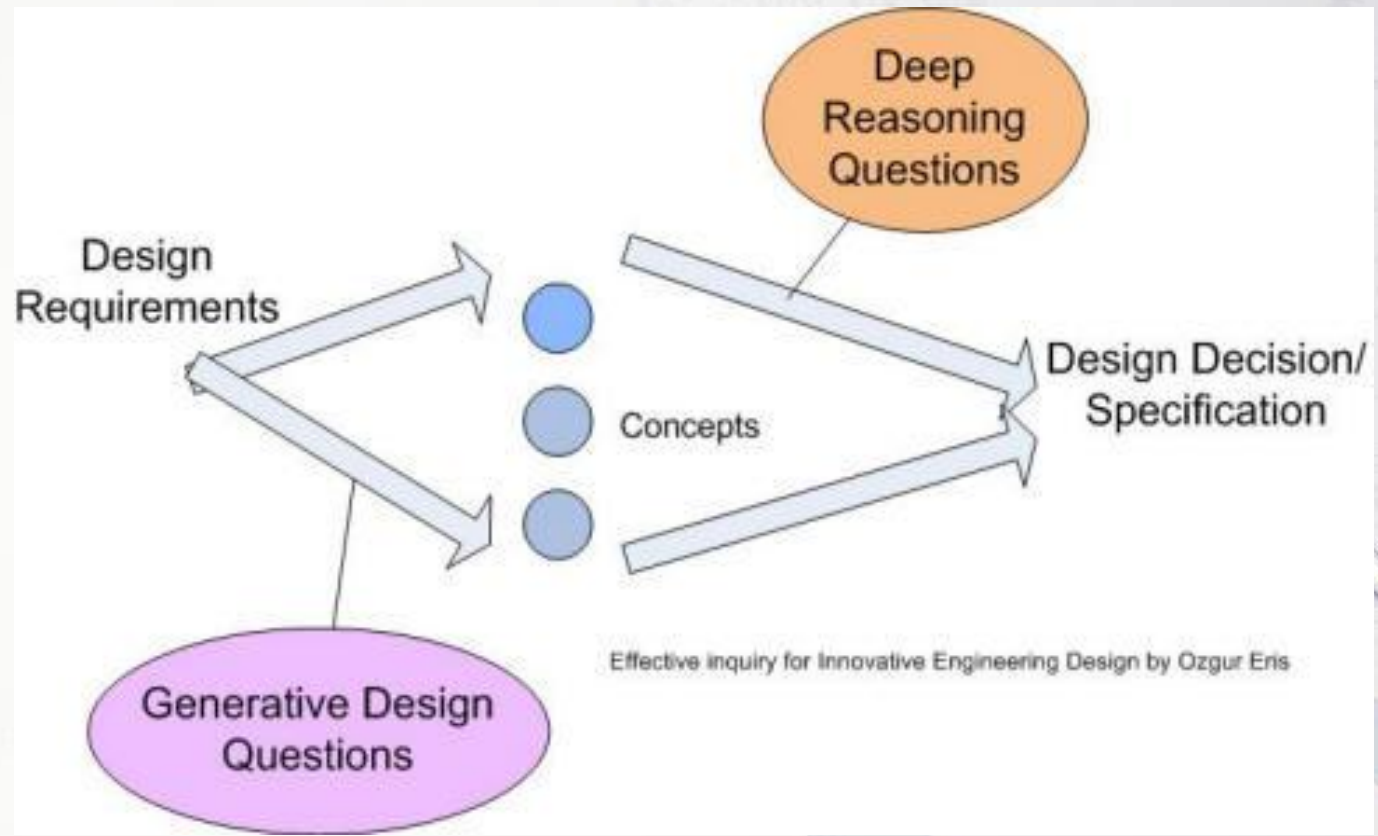 Deep
Reasoning
Questions
Design
Requirements
Design Decision/
Specification
Concepts
Effective inquiry for Innovative Engineering Design by Ozgur Eris
Generative Design
Questions